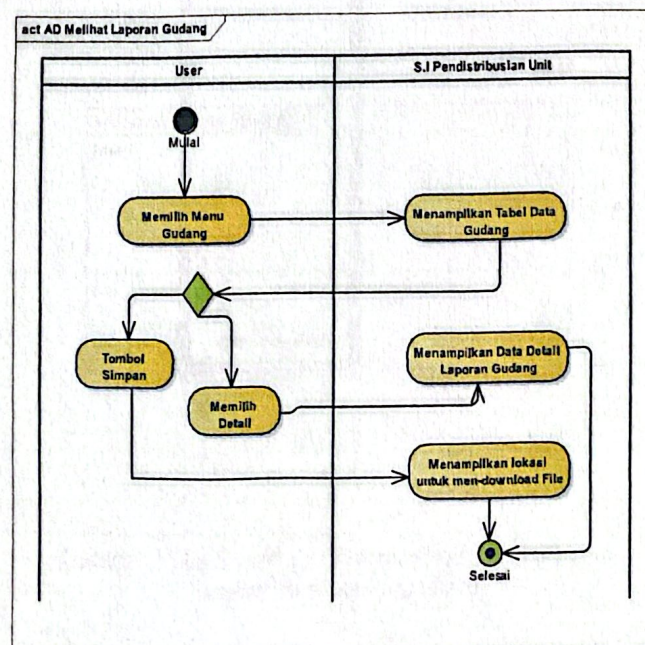 act AD Melihat Laporan Gudang
User
S.I Pendistribusian Unit
Mulai
Memilih Menu
Gudang
Menampilkan Tabel Data
Gudang
Tombol
Simpan
Memilih
Detail
Menampilkan Data Detail
Laporan Gudang
Menampilkan lokasi
untuk men-download File
Selesai